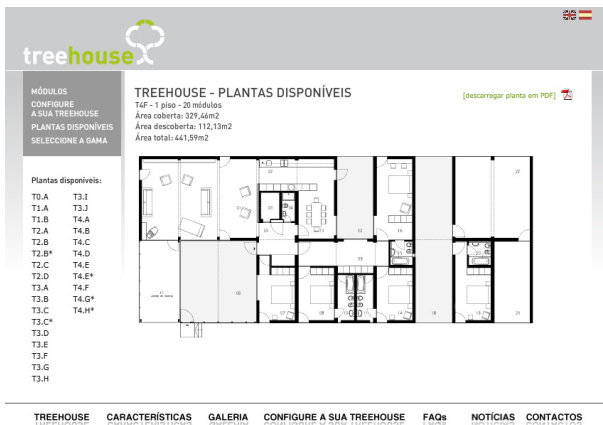 treehouse
MÓDULOS
CONFIGURE
A SUA TREEHOUSE
PLANTAS DISPONÍVEIS
SELECCIONE A GAMA
TREEHOUSE - PLANTAS DISPONÍVEIS
T4F - 1 piso - 20 módulos
Área coberta: 329,46m2
Área descoberta: 112,13m2
Área total: 441,59m2
[descarregar planta em PDF]
Plantas disponíveis:
T0.A T3.I
T1.A T3.J
T1.B T4.A
T2.A T4.B
T2.B T4.C
T2.B* T4.D
T2.C T4.E
T2.D T4.E*
T3.A T4.F
T3.B T4.G*
T3.C T4.H*
T3.C*
T3.D
T3.E
T3.F
T3.G
T3.H
TREEHOUSE CARACTERÍSTICAS GALERIA CONFIGURE A SUA TREEHOUSE FAQs NOTÍCIAS CONTACTOS